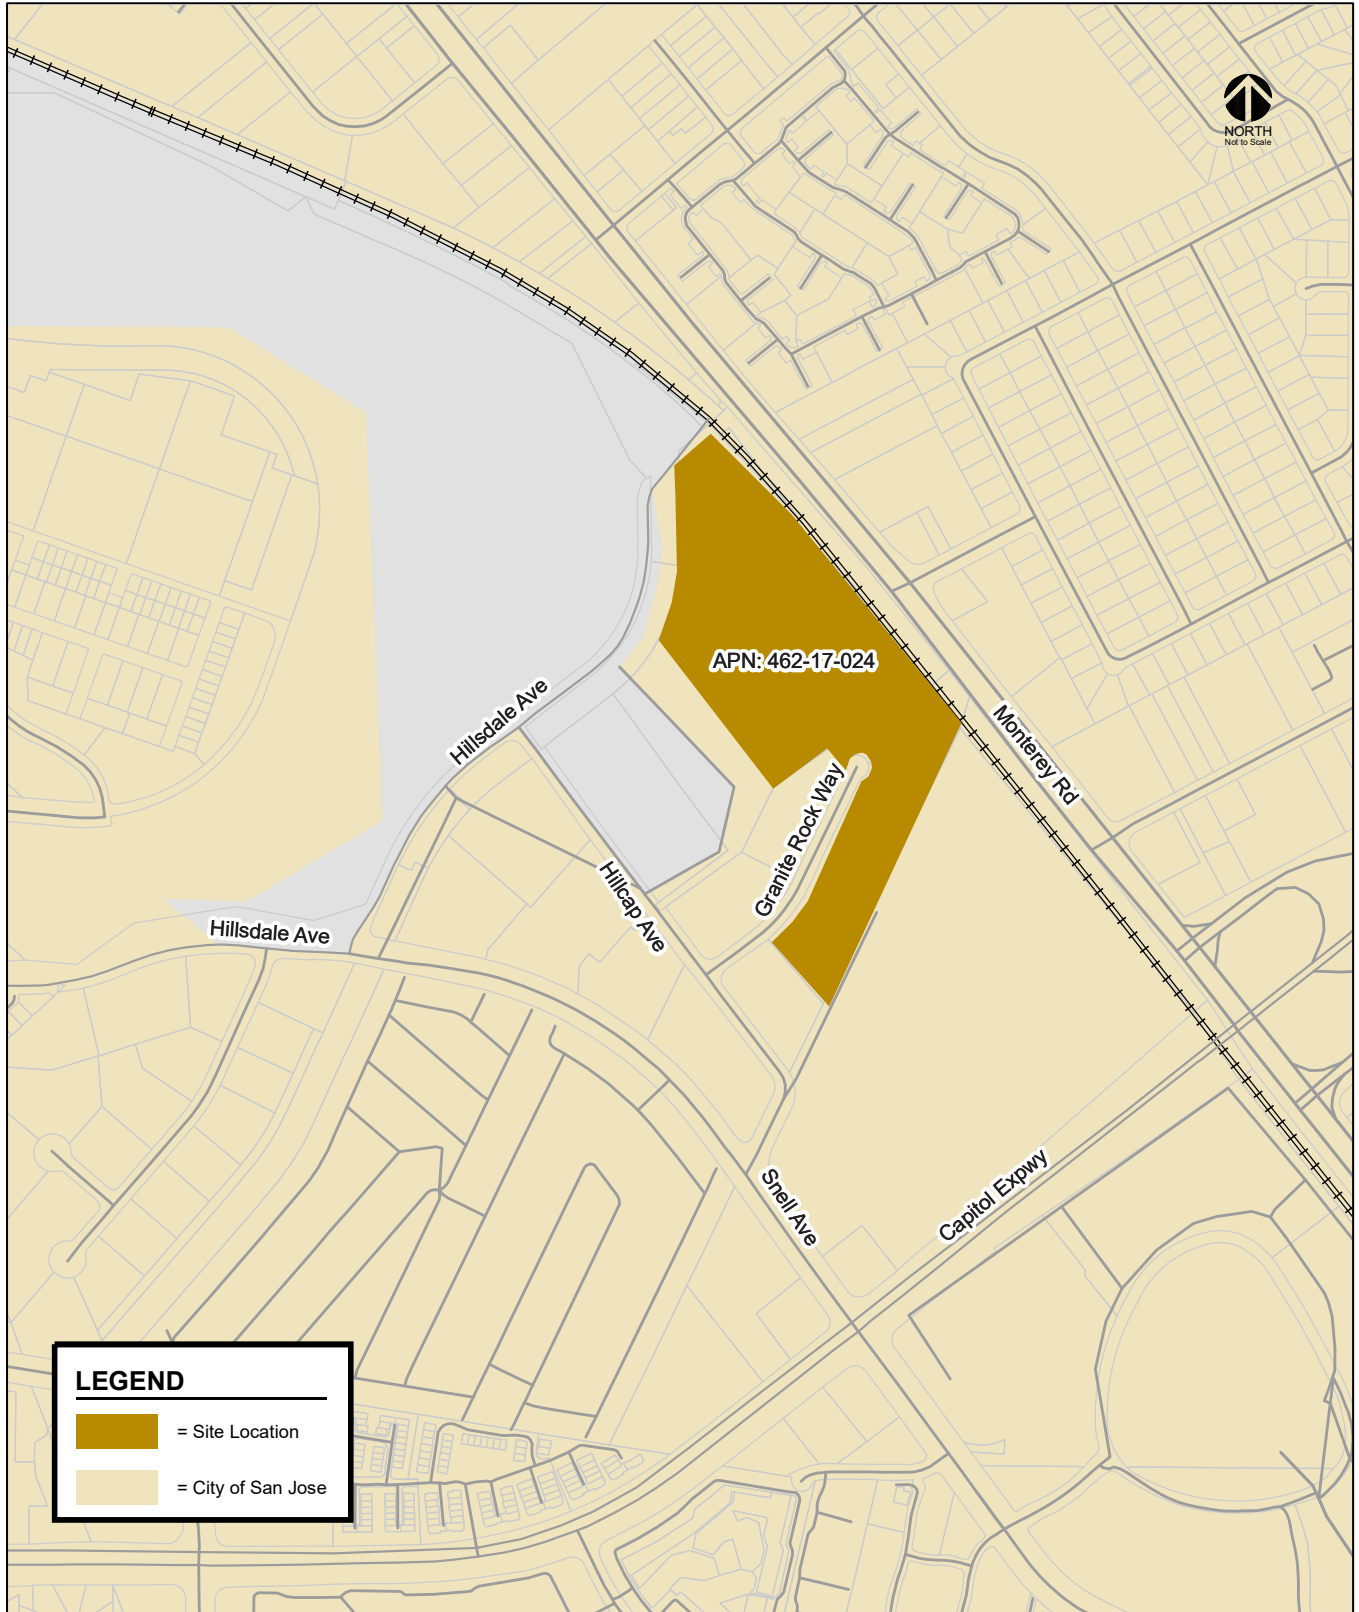 NORTH
Not to Scale
APN: 462-17-024
Hillsdale Ave
Monterey Rd
Granite Rock Way
Hillcap Ave
Hillsdale Ave
Snell Ave
Capitol Expwy
LEGEND
= Site Location
= City of San Jose